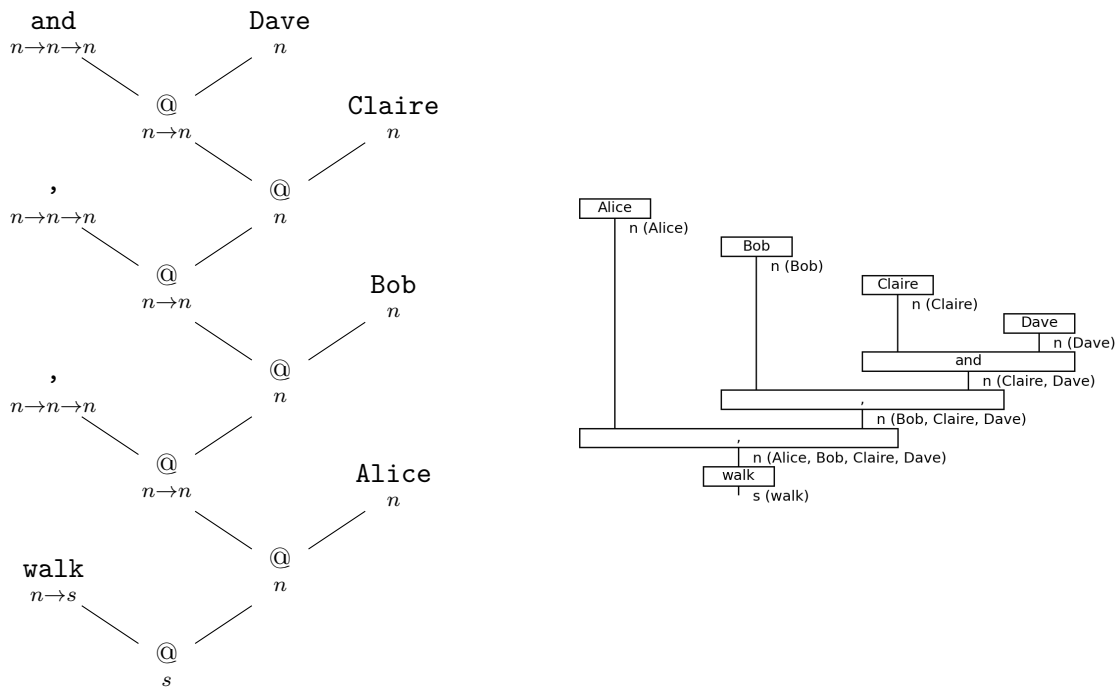 and Dave
n→n→n n
@ Claire
n→n n
, @
n→n→n n
@ Bob
n→n n
, @
n→n→n n
@ Alice
n→n n
walk @
n→s n
@
s
Alice
n (Alice)
Bob
n (Bob)
Claire
n (Claire)
Dave
n (Dave)
and
n (Claire, Dave)
,
n (Bob, Claire, Dave)
,
n (Alice, Bob, Claire, Dave)
walk
s (walk)